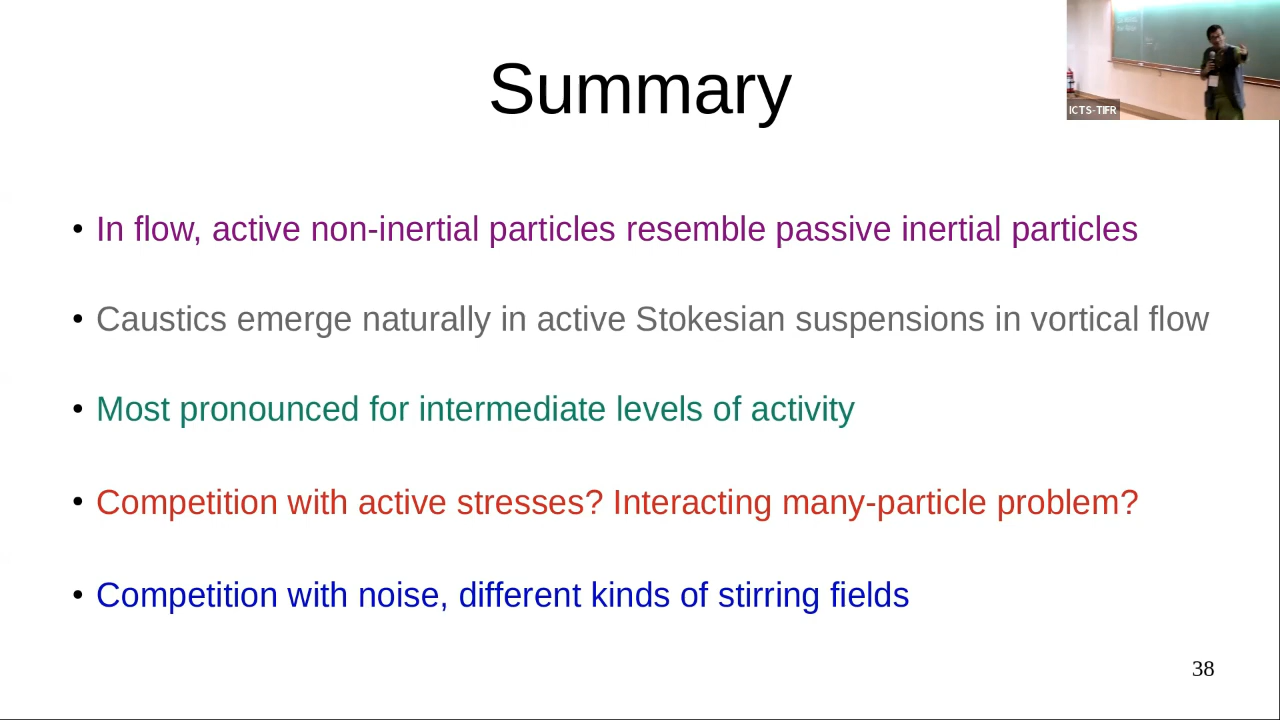 Summary
ICTS-TIFR
• In flow, active non-inertial particles resemble passive inertial particles
• Caustics emerge naturally in active Stokesian suspensions in vortical flow
• Most pronounced for intermediate levels of activity
• Competition with active stresses? Interacting many-particle problem?
• Competition with noise, different kinds of stirring fields
38